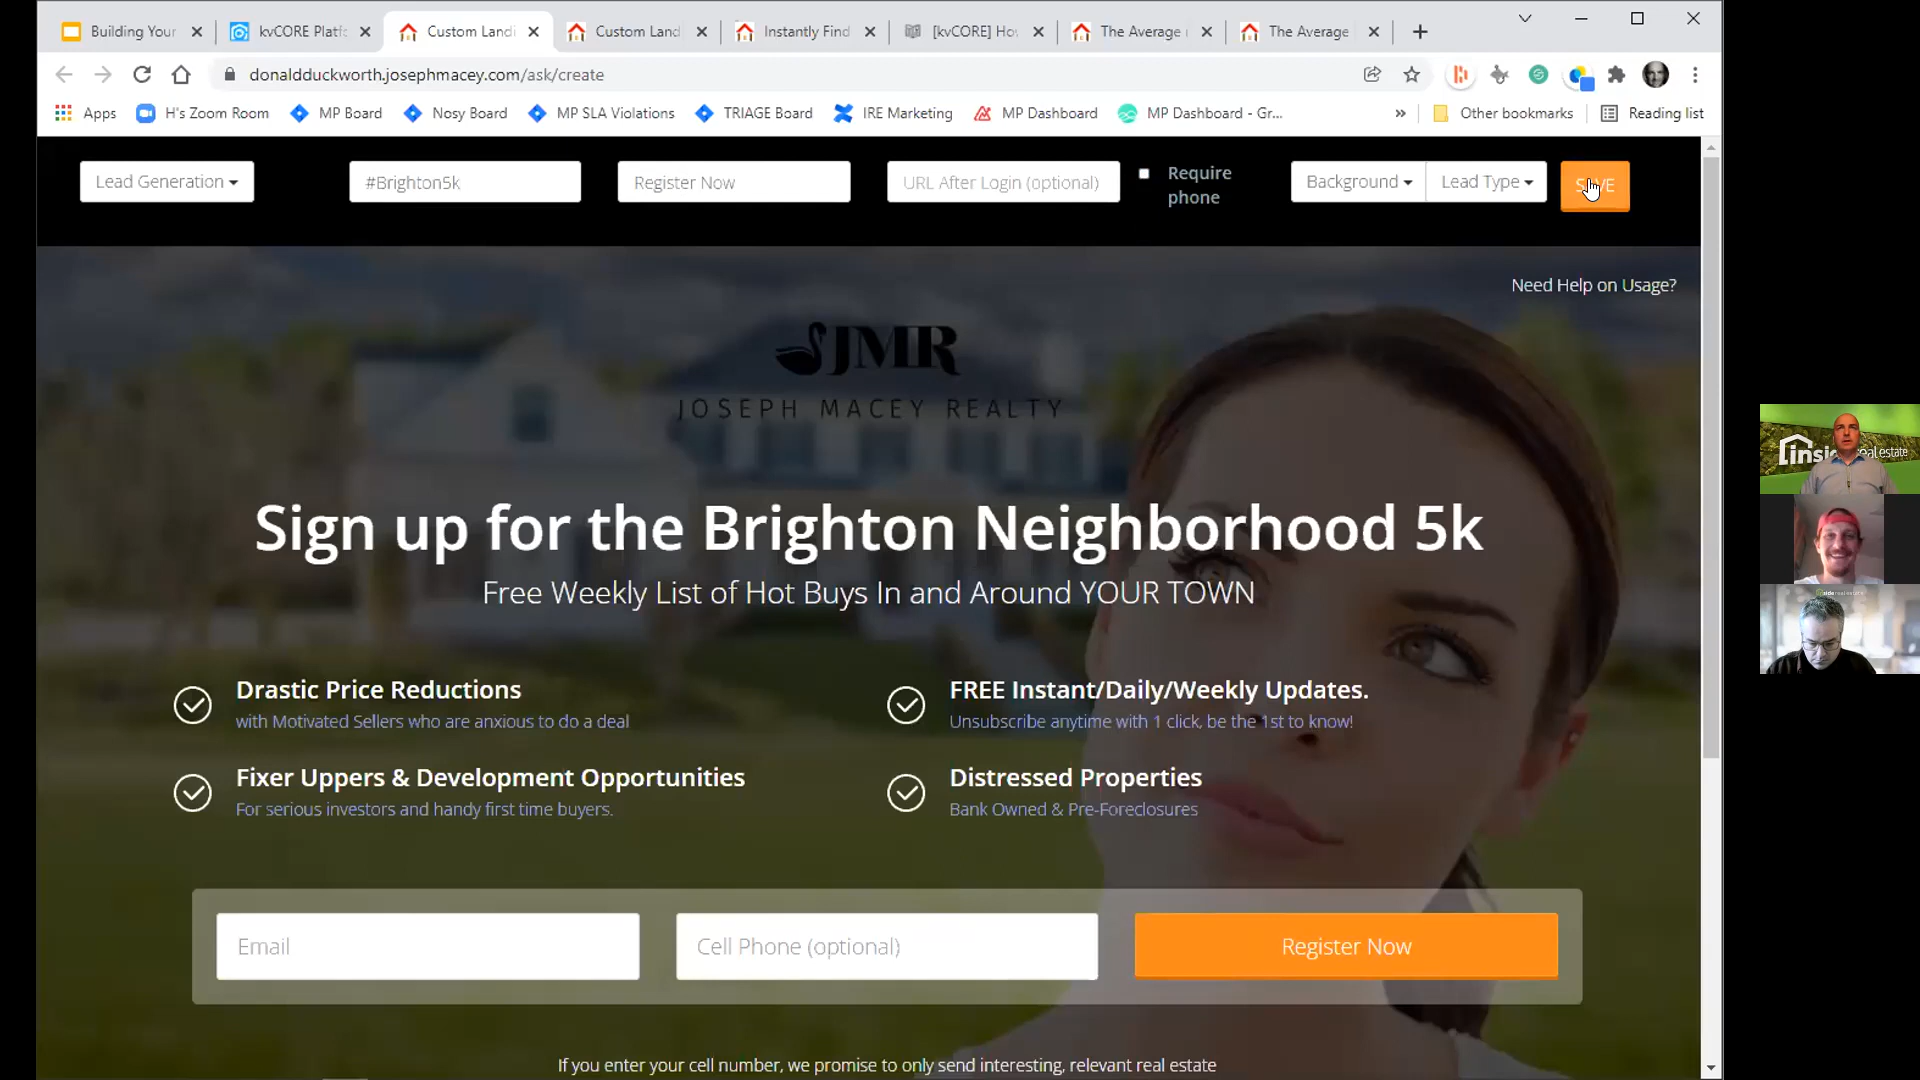 Building Your
kvCORE Platfo
Custom Landi
Custom Land
Instantly Find
[kvCORE] Ho
The Average
The Average
donaldduckworth.josephmacey.com/ask/create
Apps
H's Zoom Room
MP Board
Nosy Board
MP SLA Violations
TRIAGE Board
IRE Marketing
MP Dashboard
MP Dashboard - Gr...
»
Other bookmarks
Reading list
Lead Generation
#Brighton5k
Register Now
URL After Login (optional)
Require
phone
Background
Lead Type
SAVE
Need Help on Usage?
JMR
JOSEPH MACEY REALTY
Sign up for the Brighton Neighborhood 5k
Free Weekly List of Hot Buys In and Around YOUR TOWN
Drastic Price Reductions
with Motivated Sellers who are anxious to do a deal
FREE Instant/Daily/Weekly Updates.
Unsubscribe anytime with 1 click, be the 1st to know!
Fixer Uppers & Development Opportunities
For serious investors and handy first time buyers.
Distressed Properties
Bank Owned & Pre-Foreclosures
Email
Cell Phone (optional)
Register Now
If you enter your cell number, we promise to only send interesting, relevant real estate